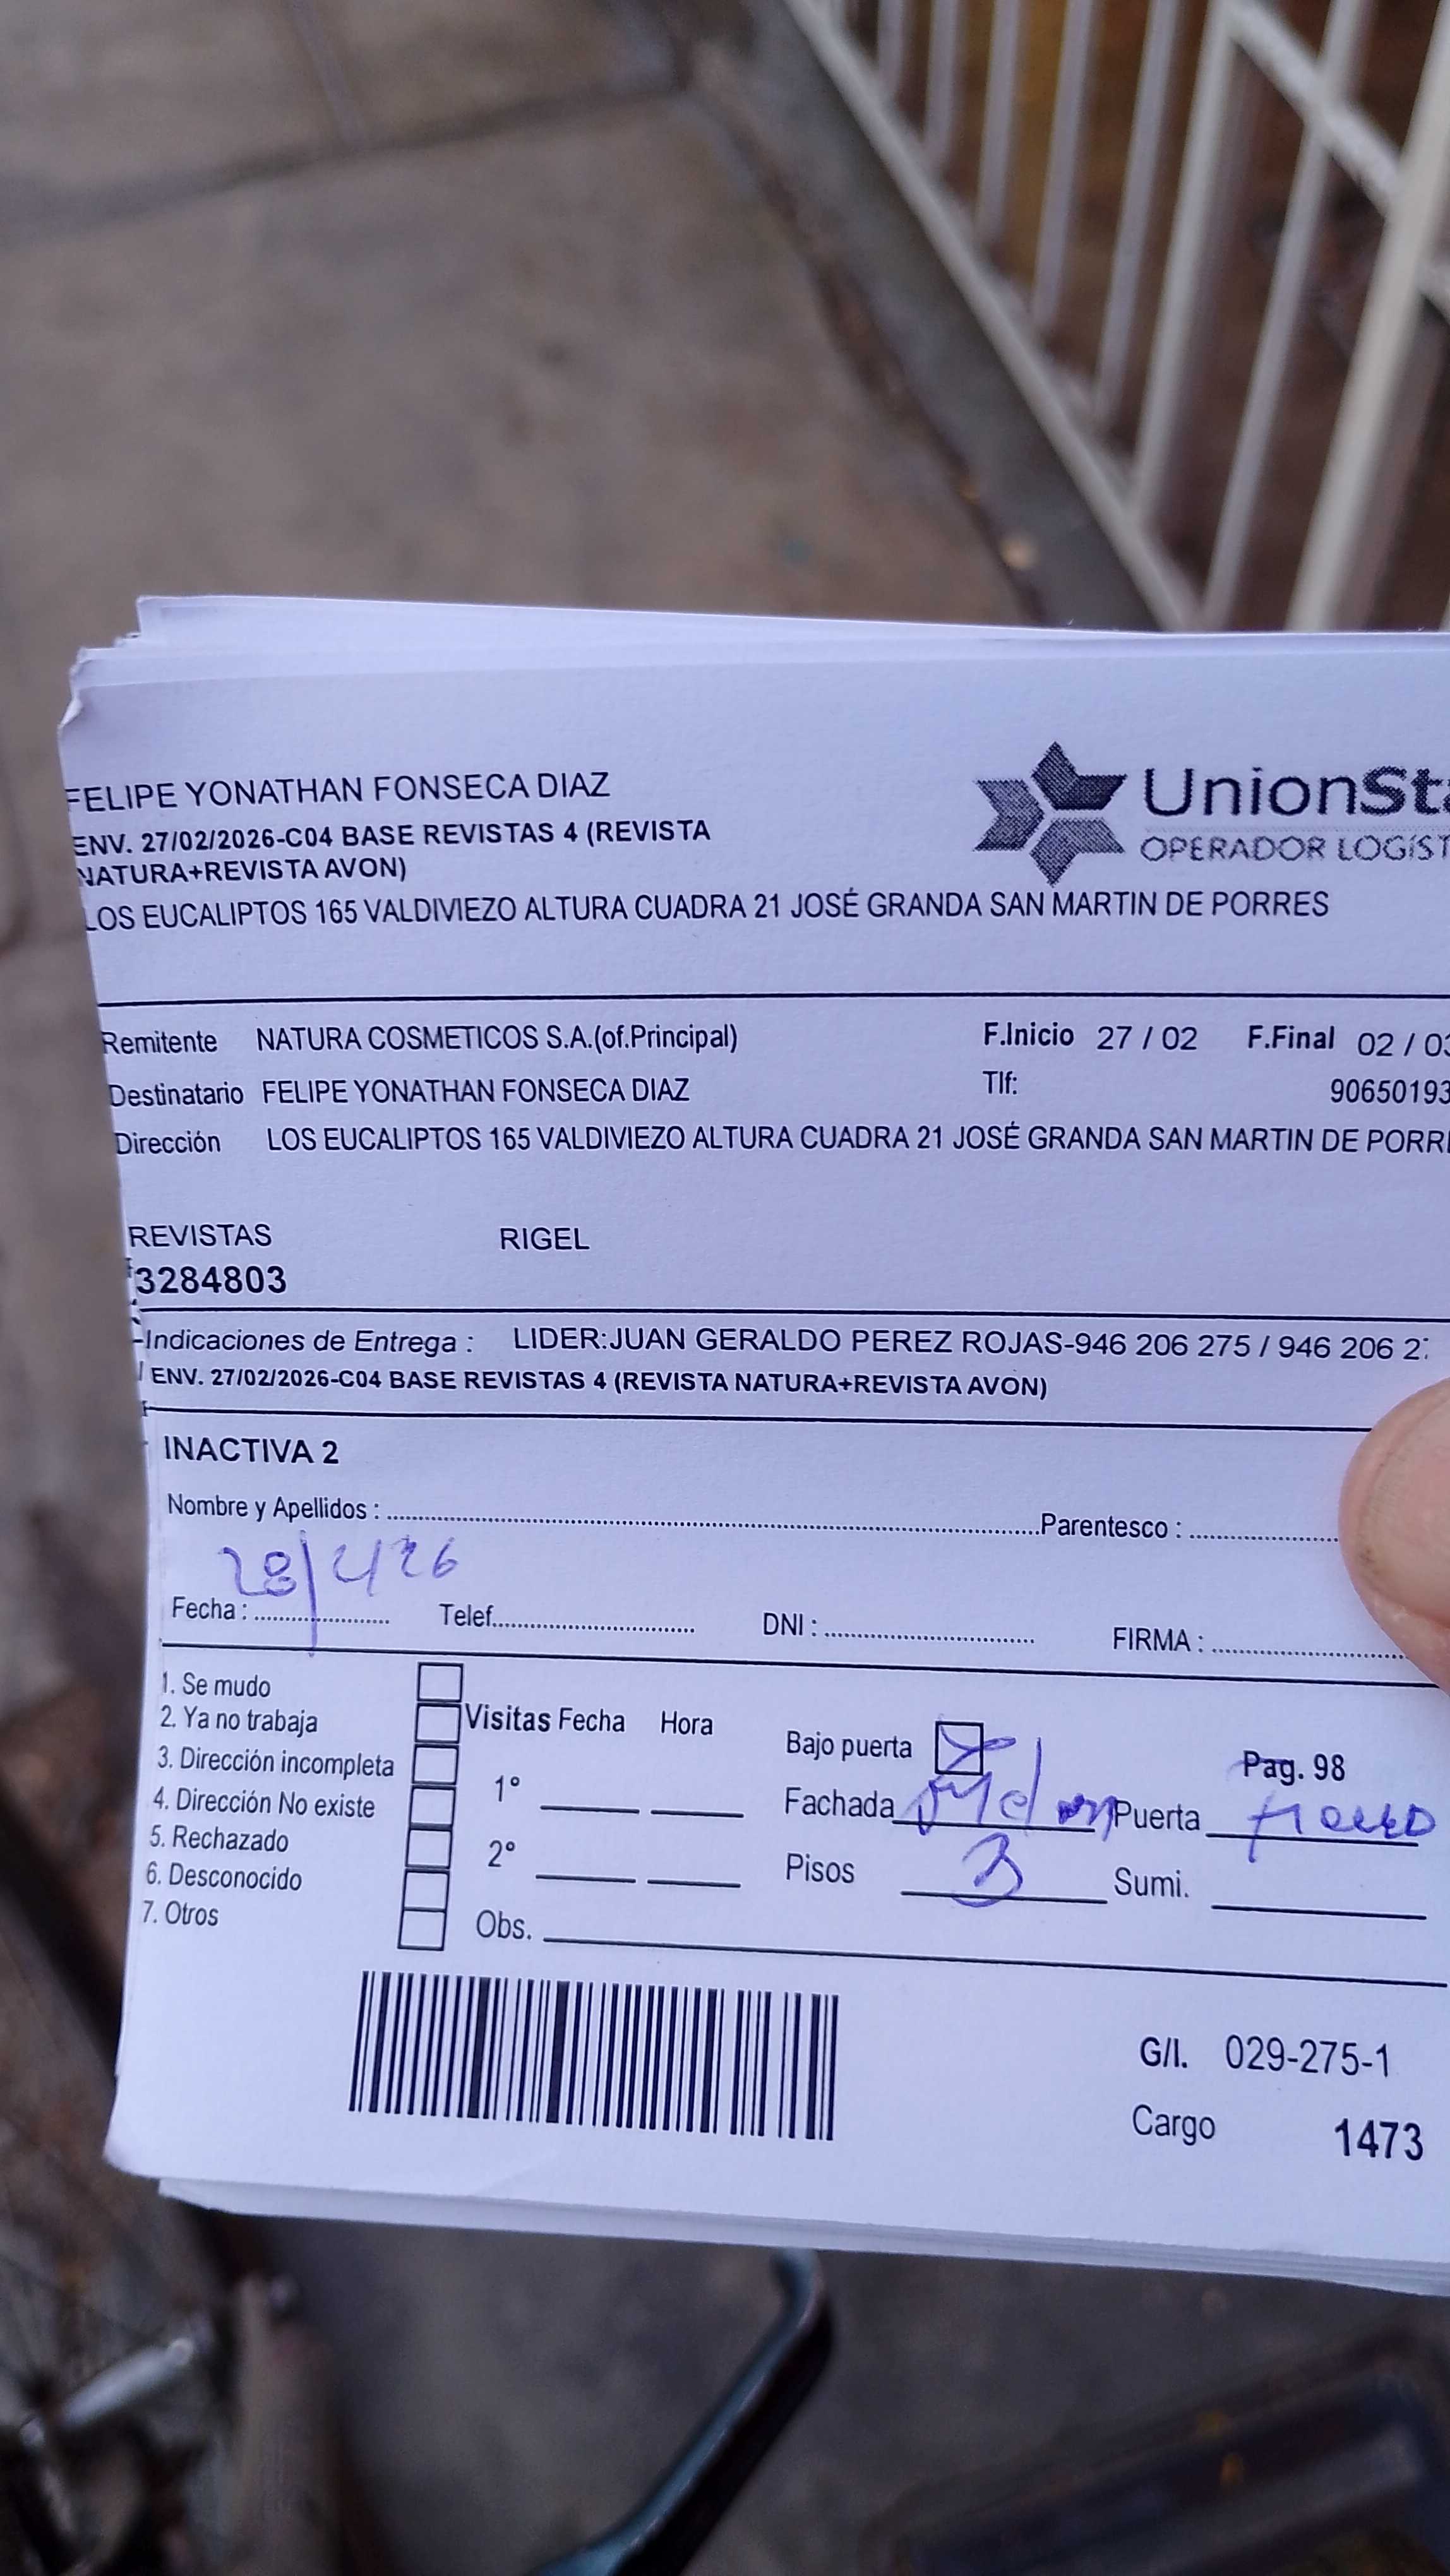 FELIPE YONATHAN FONSECA DIAZ
ENV. 27/02/2026-C04 BASE REVISTAS 4 (REVISTA
NATURA+REVISTA AVON)
LOS EUCALIPTOS 165 VALDIVIEZO ALTURA CUADRA 21 JOSÉ GRANDA SAN MARTIN DE PORRES
UnionSta
OPERADOR LOGÍST
Remitente NATURA COSMETICOS S.A.(of.Principal) F.Inicio 27 / 02 F.Final 02 / 03
Destinatario FELIPE YONATHAN FONSECA DIAZ Tlf: 90650193
Dirección LOS EUCALIPTOS 165 VALDIVIEZO ALTURA CUADRA 21 JOSÉ GRANDA SAN MARTIN DE PORR
REVISTAS RIGEL
3284803
Indicaciones de Entrega : LIDER:JUAN GERALDO PEREZ ROJAS-946 206 275 / 946 206 2
ENV. 27/02/2026-C04 BASE REVISTAS 4 (REVISTA NATURA+REVISTA AVON)
INACTIVA 2
Nombre y Apellidos : Parentesco :
Fecha : Telef. DNI : FIRMA :
1. Se mudo
2. Ya no trabaja
3. Dirección incompleta
4. Dirección No existe
5. Rechazado
6. Desconocido
7. Otros
Visitas Fecha Hora
1°
2°
Obs.
Bajo puerta Pag. 98
Fachada Puerta
Pisos 3 Sumi.
G/I. 029-275-1
Cargo 1473